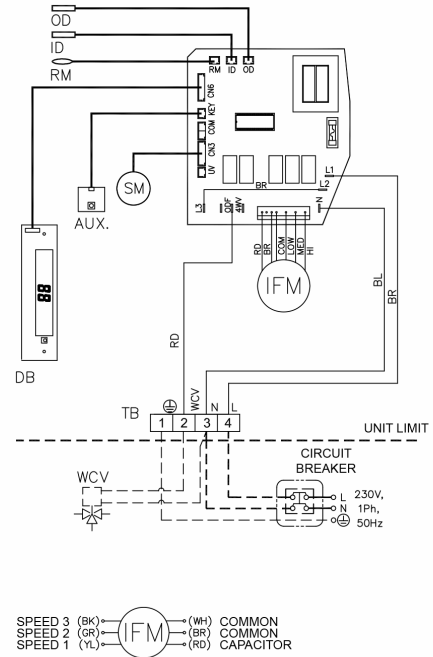 OD
ID
RM
RM ID OD
CN6
KEY
COM
CN3
UV
SM
AUX.
88
DB
L1
L2
BR
L3
ODF
4WV
N
RD
BR
COM
LOW
MED
HI
IFM
RD
BL
BR
WCV
N
L
TB
1 2 3 4
UNIT LIMIT
CIRCUIT
BREAKER
WCV
L 230V,
N 1Ph,
50Hz
SPEED 3 (BK) (WH) COMMON
SPEED 2 (GR) IFM (BR) COMMON
SPEED 1 (YL) (RD) CAPACITOR